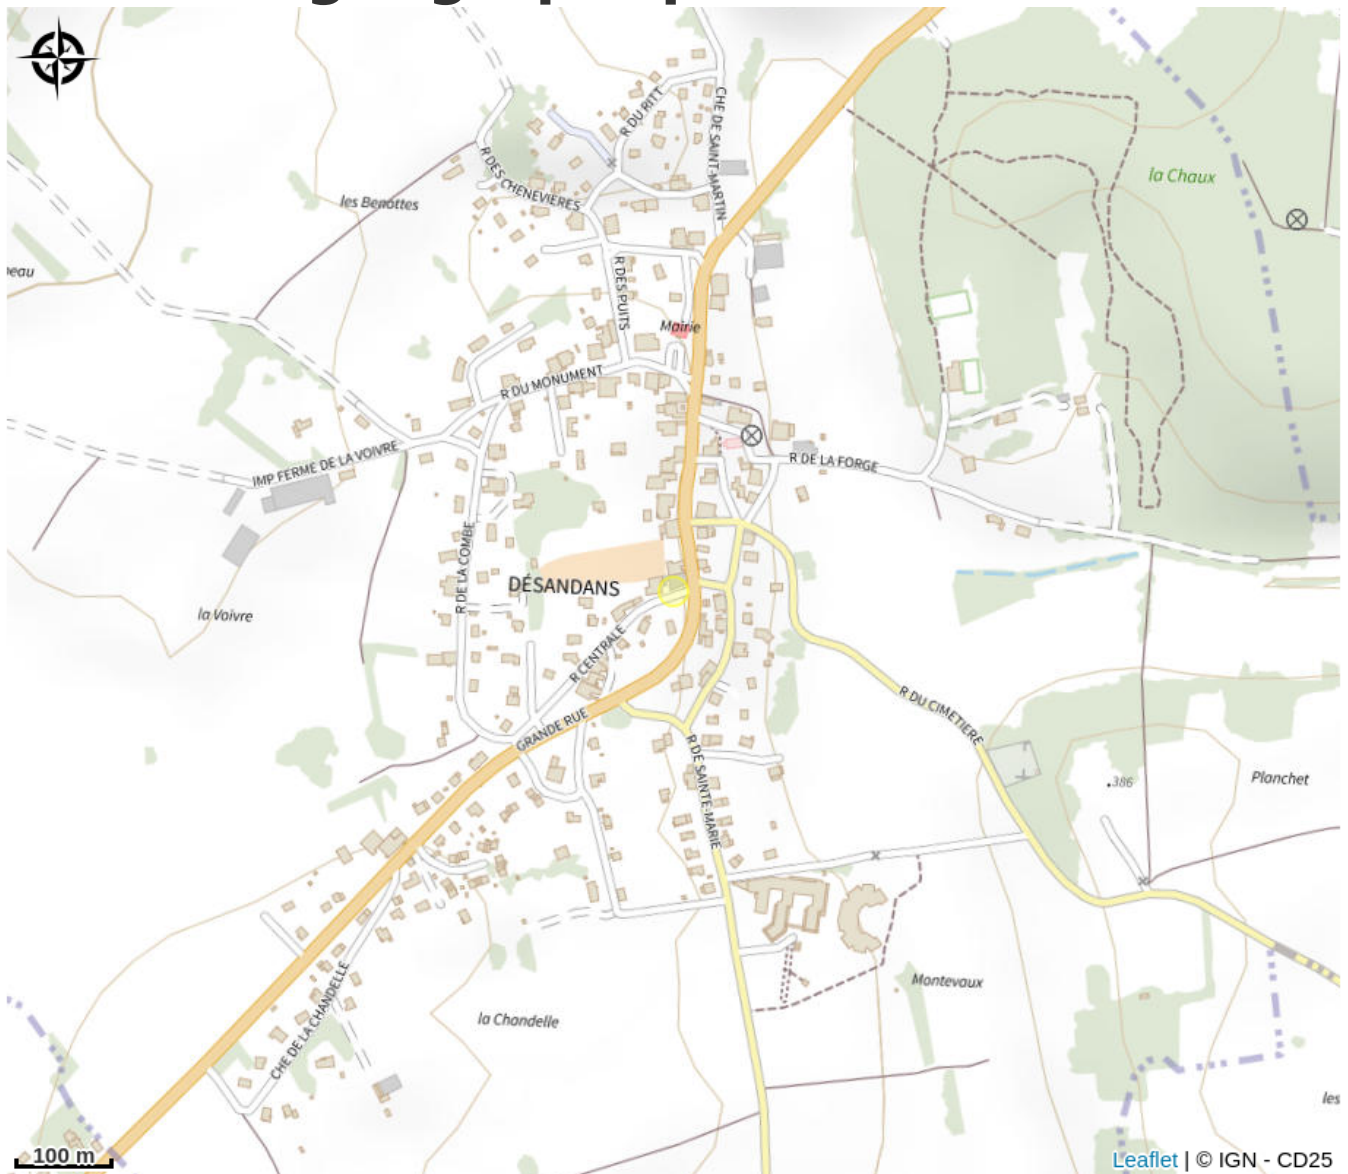 R DU RITT
CHE DE SAINT-MARTIN
R DES CHENEVIERES
la Chaux
les Benottes
R DES PUITS
Mairie
R DU MONUMENT
IMP FERME DE LA VOIVRE
R DE LA FORGE
R DE LA COMBE
DÉSANDANS
la Voivre
R CENTRALE
R DU CIMETIERE
GRANDE RUE
R DE SAINTE-MARIE
.386
Planchet
Montevaux
la Chandelle
CHE DE LA CHANDELLE
les
100 m
Leaflet | © IGN - CD25